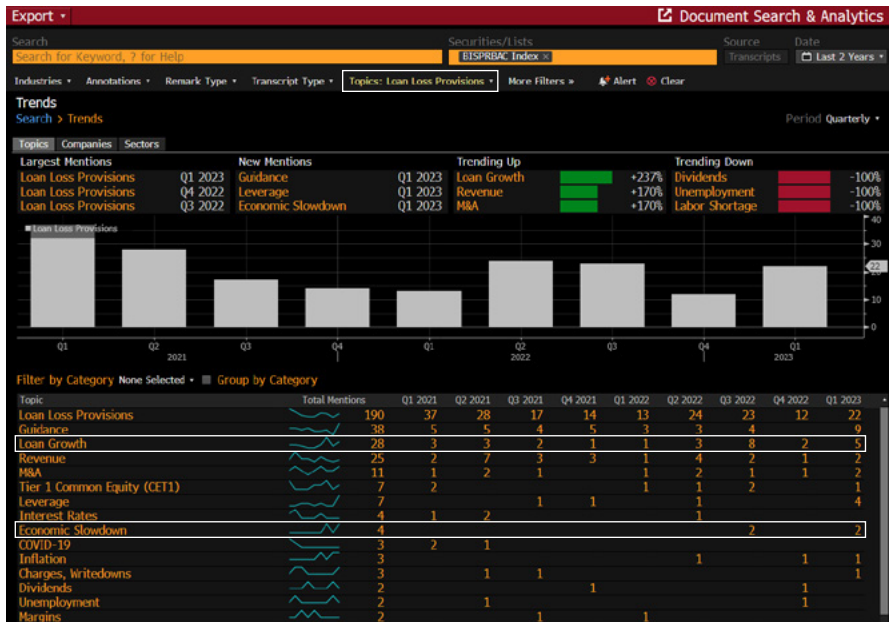 Export
Document Search & Analytics
Search Securities/Lists Source Date
Search for Keyword, ? for Help BISPRBAC Index × Transcripts Last 2 Years
Industries Annotations Remark Type Transcript Type Topics: Loan Loss Provisions More Filters » Alert Clear
Trends
Search > Trends Period Quarterly
Topics Companies Sectors
Largest Mentions New Mentions Trending Up Trending Down
Loan Loss Provisions Q1 2023 Guidance Q1 2023 Loan Growth +237% Dividends -100%
Loan Loss Provisions Q4 2022 Leverage Q1 2023 Revenue +170% Unemployment -100%
Loan Loss Provisions Q3 2022 Economic Slowdown Q1 2023 M&A +170% Labor Shortage -100%
Loan Loss Provisions
40
30
22
10
0
Q1 Q2 Q3 Q4 Q1 Q2 Q3 Q4 Q1
2021 2022 2023
Filter by Category None Selected Group by Category
Topic Total Mentions Q1 2021 Q2 2021 Q3 2021 Q4 2021 Q1 2022 Q2 2022 Q3 2022 Q4 2022 Q1 2023
Loan Loss Provisions 190 37 28 17 14 13 24 23 12 22
Guidance 38 5 5 4 5 3 3 4 9
Loan Growth 28 3 3 2 1 1 3 8 2 5
Revenue 25 2 7 3 3 1 4 2 1 2
M&A 11 1 2 1 1 2 1 1 2
Tier 1 Common Equity (CET1) 7 2 1 1 2 1
Leverage 7 1 1 1 4
Interest Rates 4 1 2 1
Economic Slowdown 4 2 2
COVID-19 3 2 1
Inflation 3 1 1 1
Charges, Writedowns 3 1 1 1
Dividends 2 1 1
Unemployment 2 1 1
Margins 2 1 1